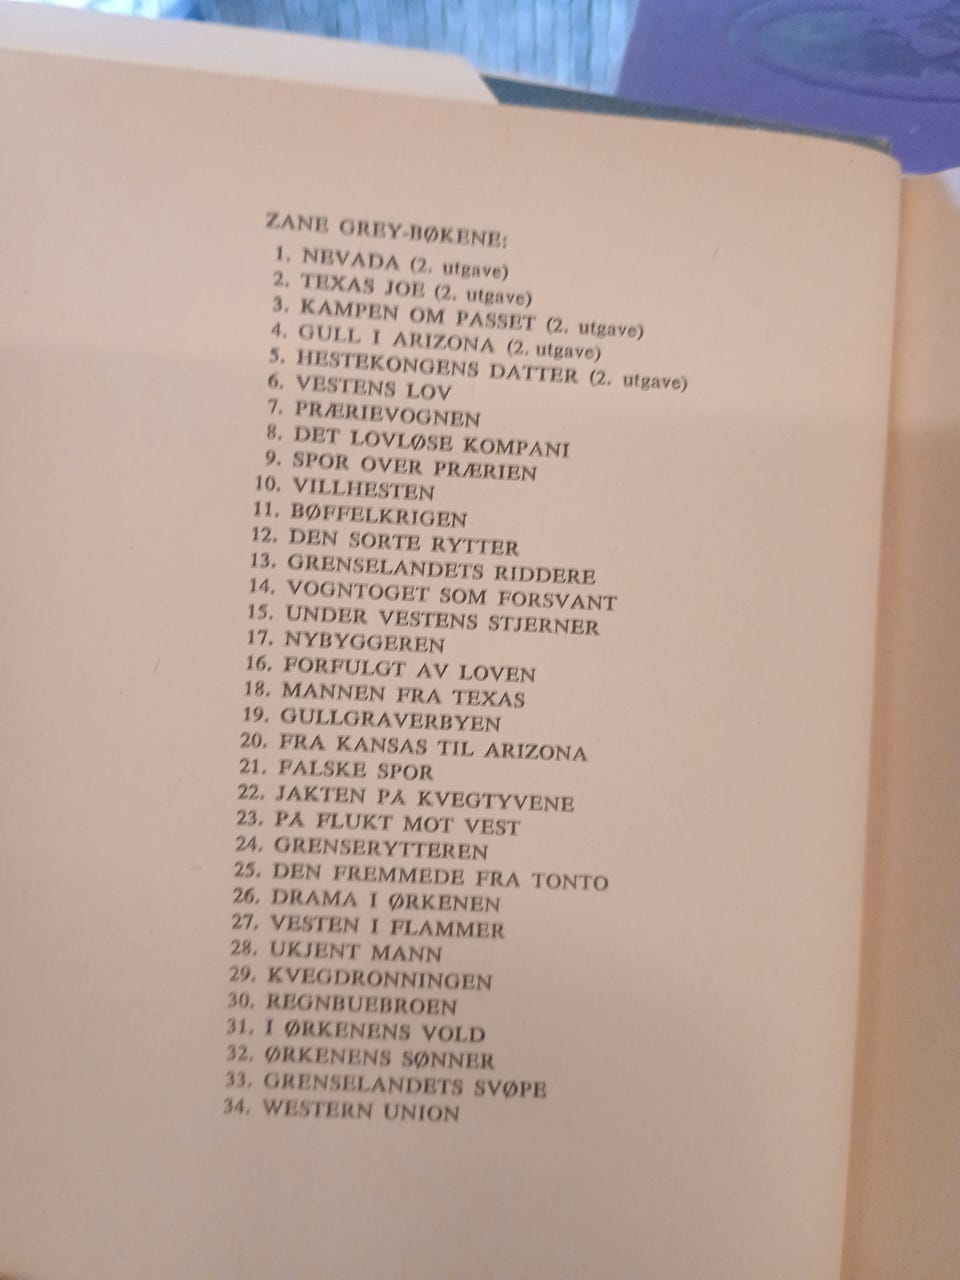 ZANE GREY-BØKENE:
1. NEVADA (2. utgave)
2. TEXAS JOE (2. utgave)
3. KAMPEN OM PASSET (2. utgave)
4. GULL I ARIZONA (2. utgave)
5. HESTEKONGENS DATTER (2. utgave)
6. VESTENS LOV
7. PRÆRIEVOGNEN
8. DET LOVLØSE KOMPANI
9. SPOR OVER PRÆRIEN
10. VILLHESTEN
11. BØFFELKRIGEN
12. DEN SORTE RYTTER
13. GRENSELANDETS RIDDERE
14. VOGNTOGET SOM FORSVANT
15. UNDER VESTENS STJERNER
17. NYBYGGEREN
16. FORFULGT AV LOVEN
18. MANNEN FRA TEXAS
19. GULLGRAVERBYEN
20. FRA KANSAS TIL ARIZONA
21. FALSKE SPOR
22. JAKTEN PÅ KVEGTYVENE
23. PÅ FLUKT MOT VEST
24. GRENSERYTTEREN
25. DEN FREMMEDE FRA TONTO
26. DRAMA I ØRKENEN
27. VESTEN I FLAMMER
28. UKJENT MANN
29. KVEGDRONNINGEN
30. REGNBUEBROEN
31. I ØRKENENS VOLD
32. ØRKENENS SØNNER
33. GRENSELANDETS SVØPE
34. WESTERN UNION